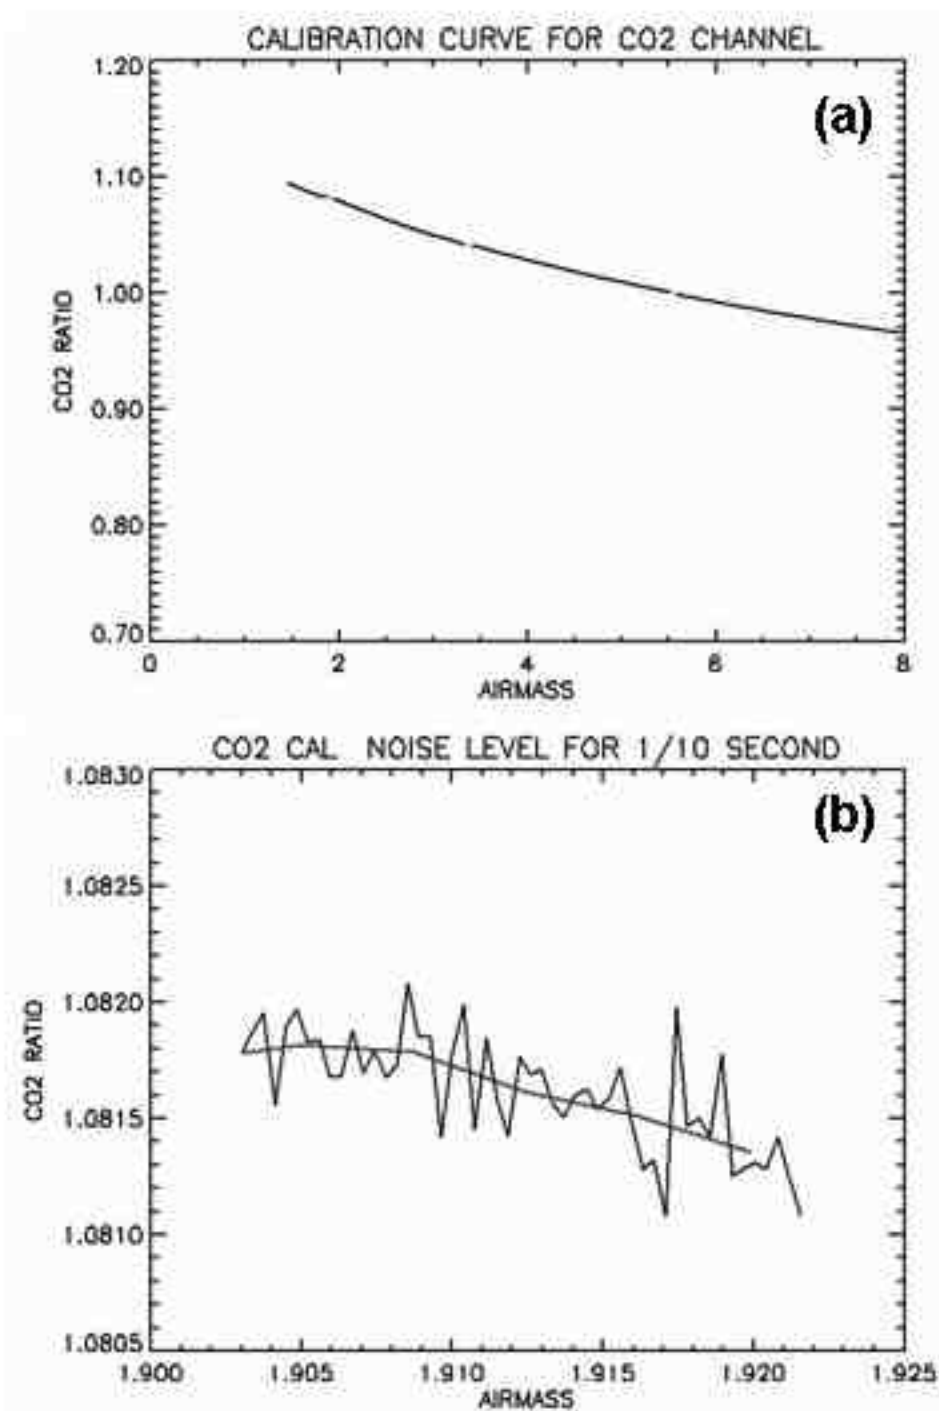 CALIBRATION CURVE FOR CO2 CHANNEL
(a)
1.20
1.10
1.00
0.90
0.80
0.70
CO2 RATIO
0 2 4 6 8
AIRMASS
CO2 CAL NOISE LEVEL FOR 1/10 SECOND
(b)
1.0830
1.0825
1.0820
1.0815
1.0810
1.0805
CO2 RATIO
1.900 1.905 1.910 1.915 1.920 1.925
AIRMASS